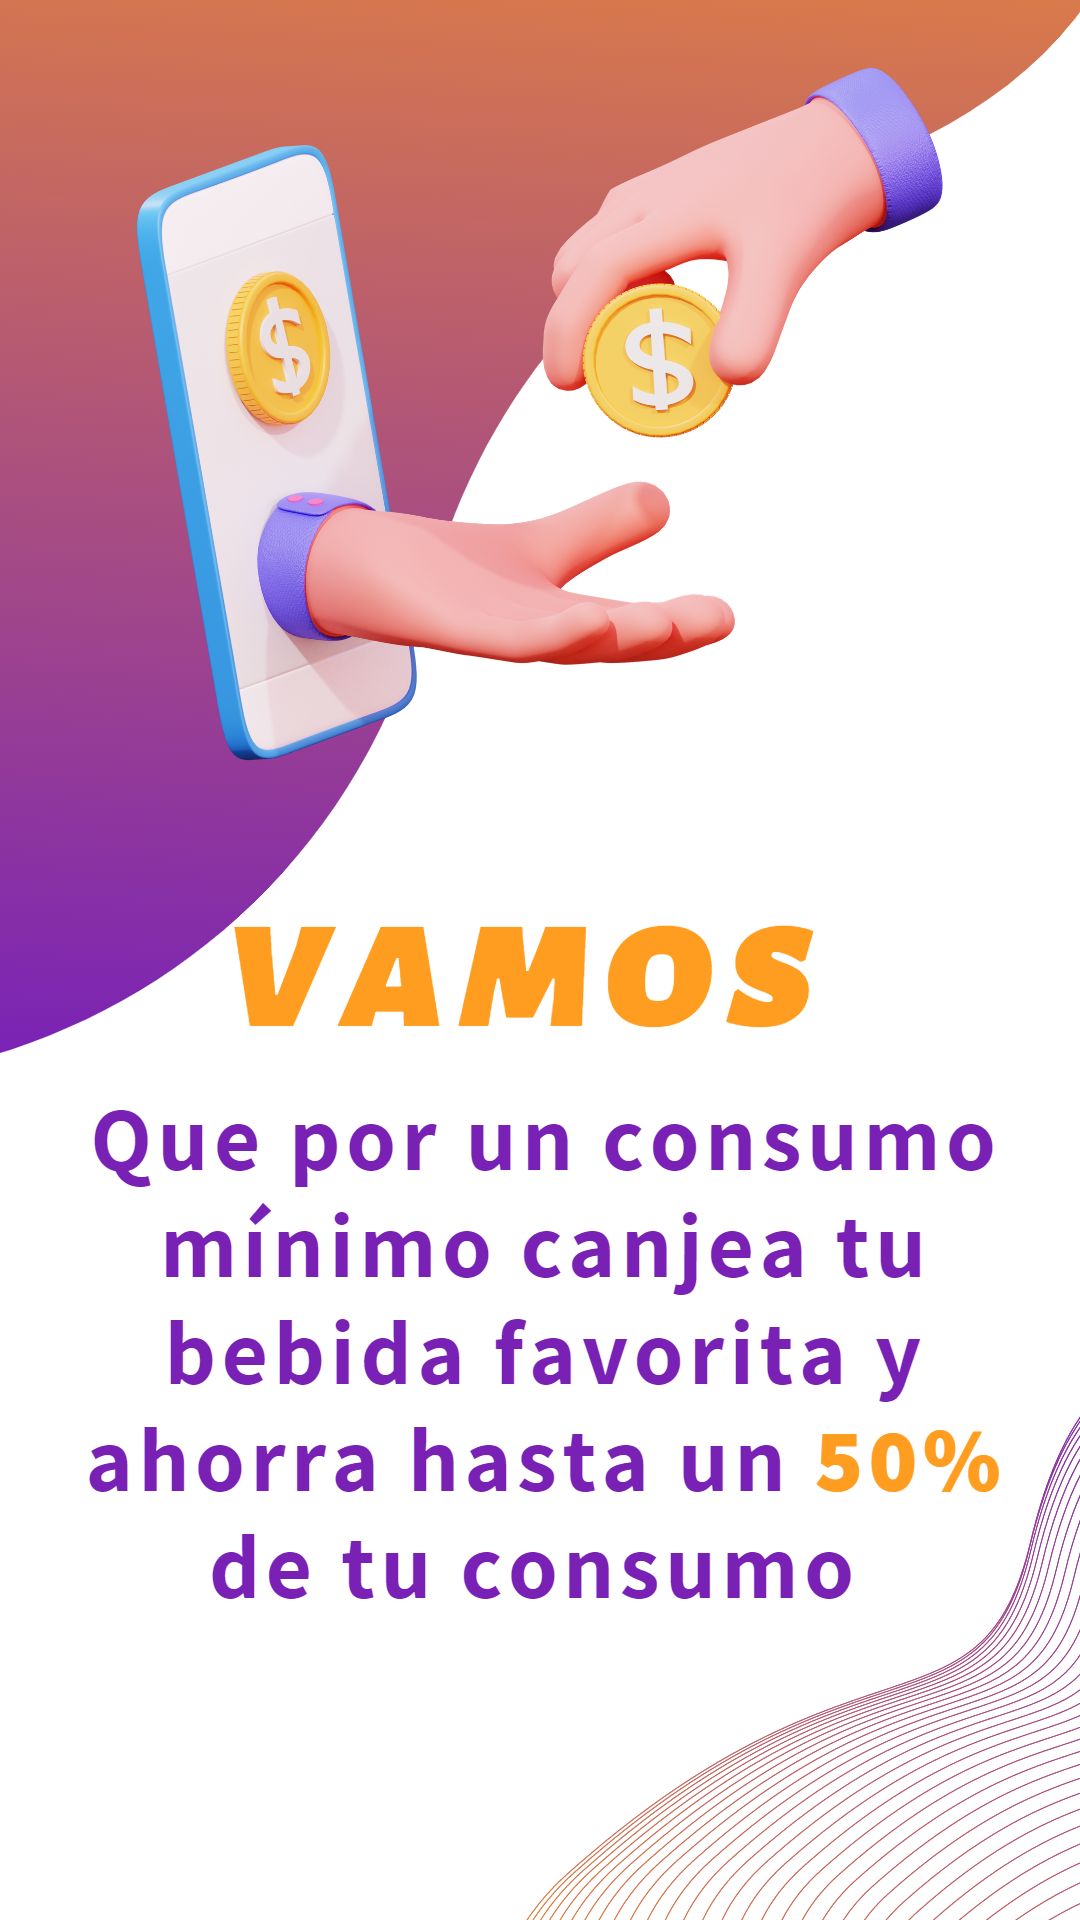 $
$
VAMOS
Que por un consumo
mínimo canjea tu
bebida favorita y
ahorra hasta un 50%
de tu consumo